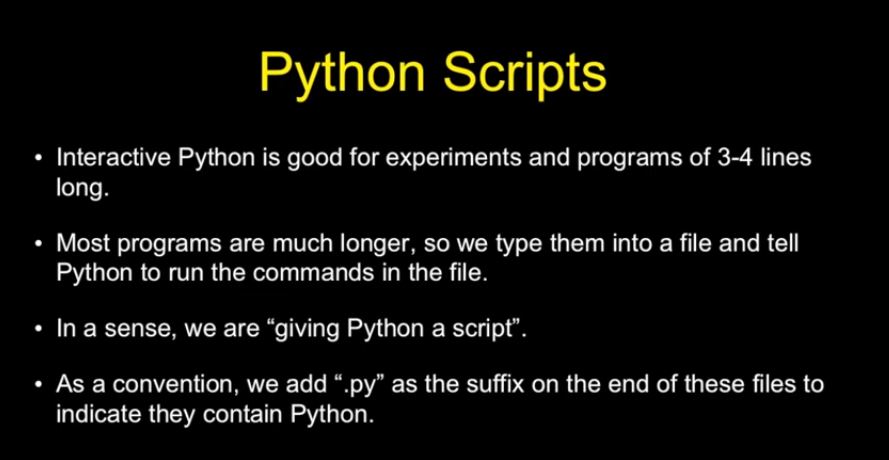 Python Scripts
• Interactive Python is good for experiments and programs of 3-4 lines
long.
• Most programs are much longer, so we type them into a file and tell
Python to run the commands in the file.
• In a sense, we are “giving Python a script”.
• As a convention, we add “.py” as the suffix on the end of these files to
indicate they contain Python.